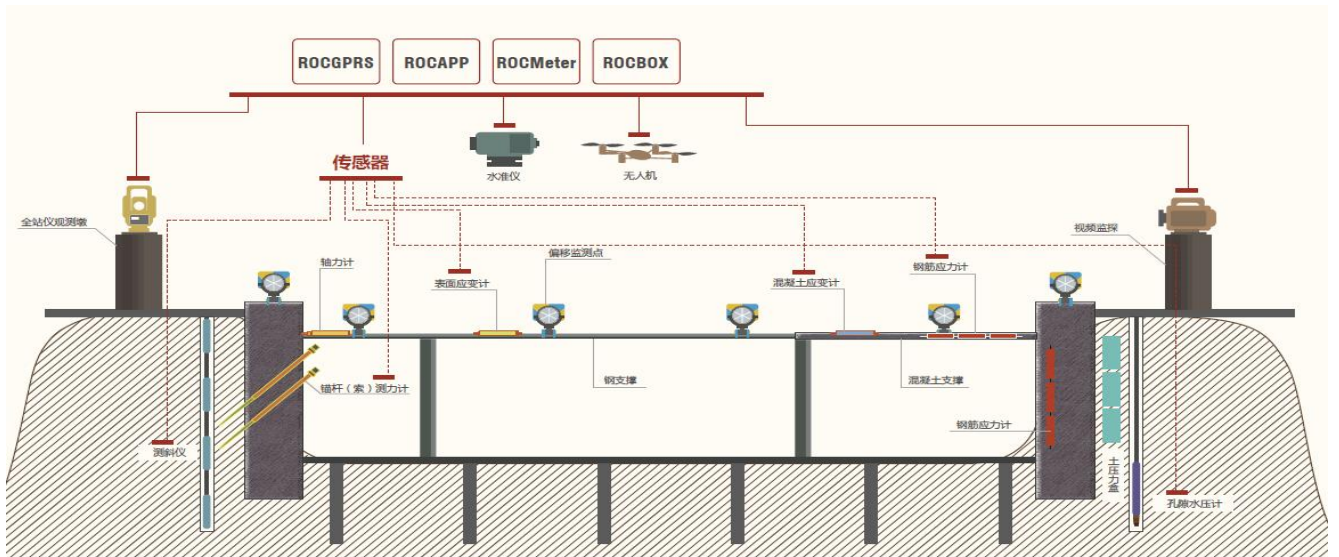 ROCGPRS
ROCAPP
ROCMeter
ROCBOX
传感器
水准仪
无人机
全站仪观测墩
视频监探
轴力计
偏移监测点
钢筋应力计
表面应变计
混凝土应变计
锚杆（索）测力计
钢支撑
混凝土支撑
钢筋应力计
测斜仪
土压力盒
孔隙水压计